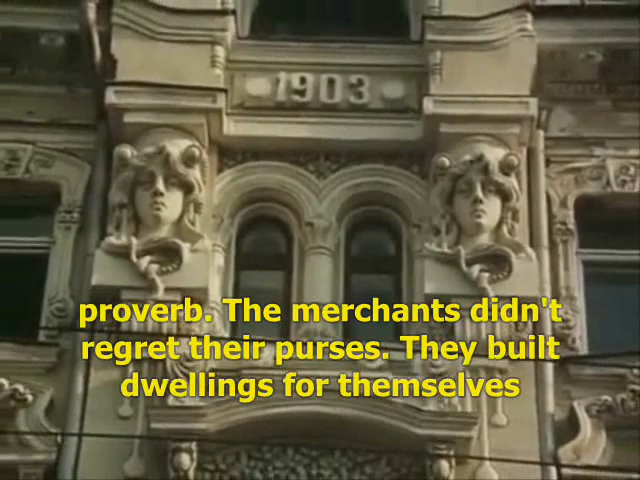 1903
proverb. The merchants didn't
regret their purses. They built
dwellings for themselves